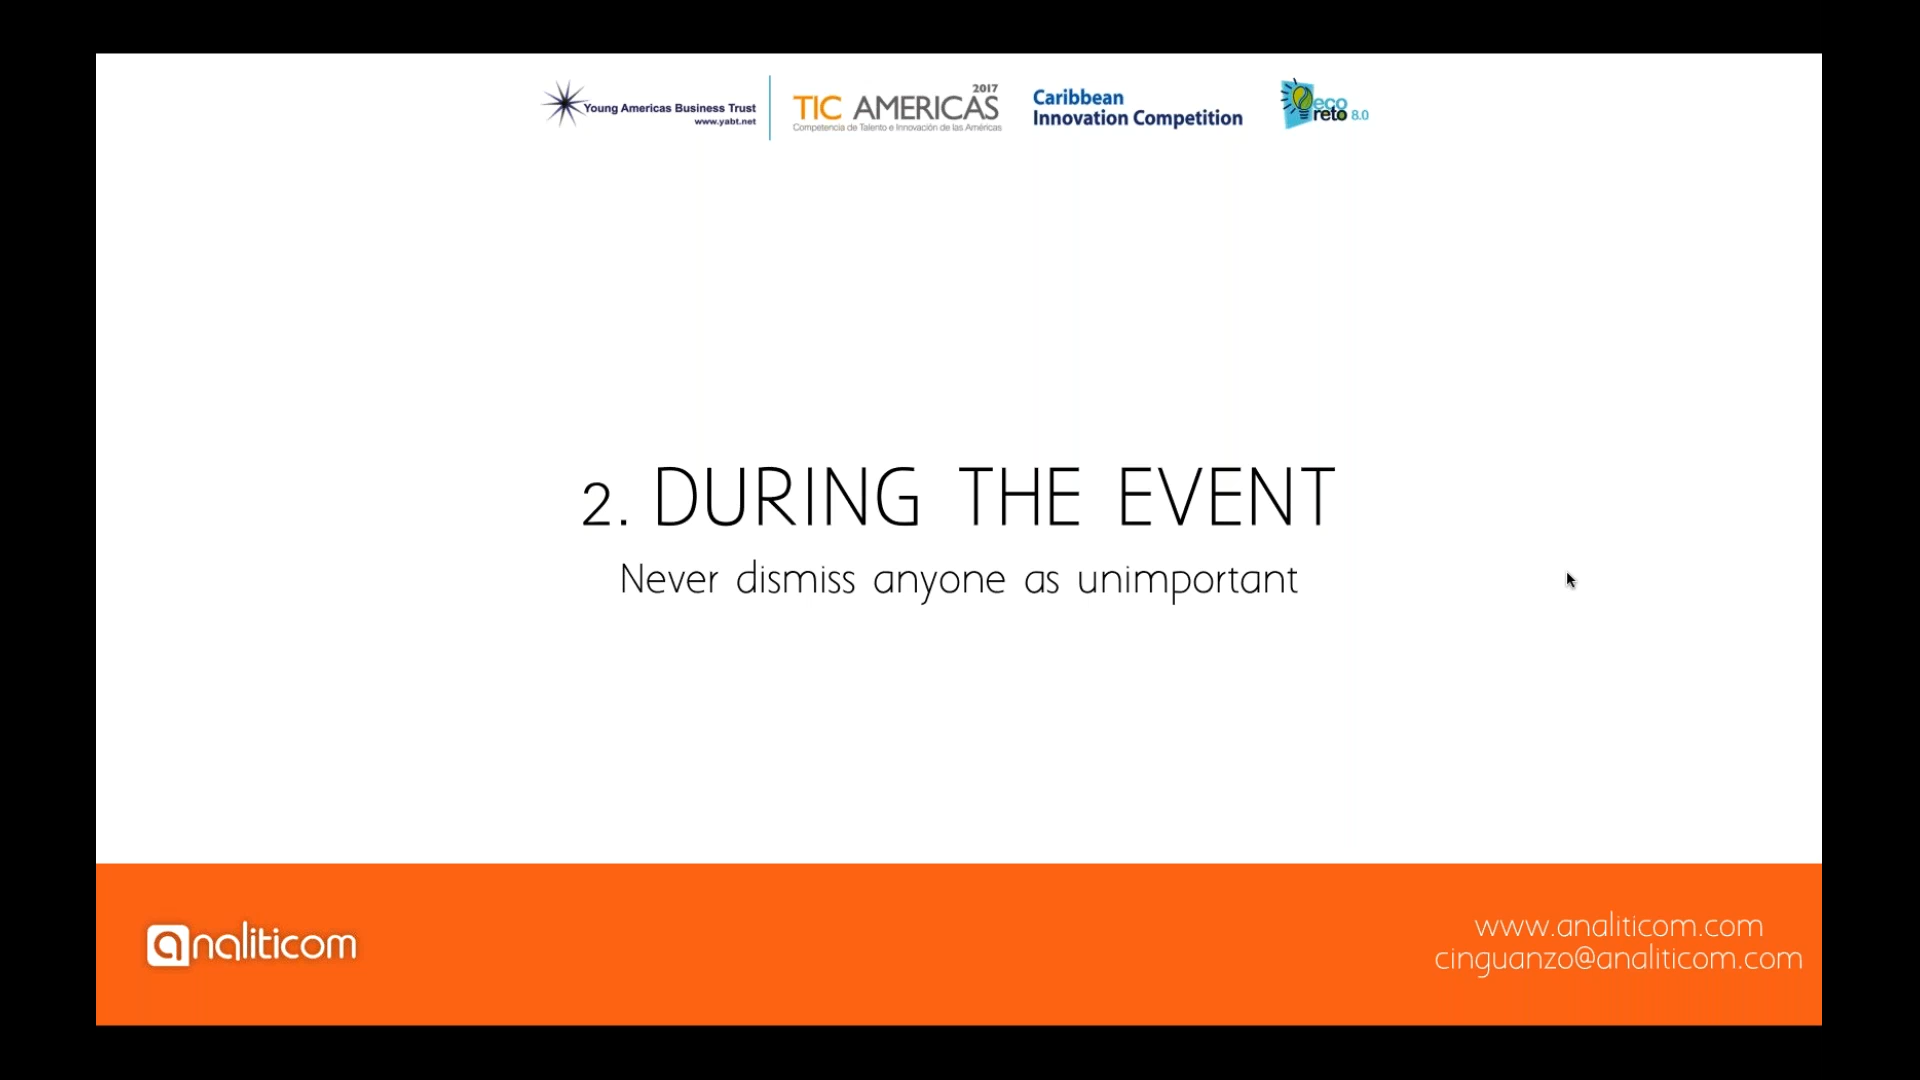 Young Americas Business Trust
www.yabt.net
2017
TIC AMERICAS
Competencia de Talento e Innovación de las Américas
Caribbean
Innovation Competition
eco
reto 8.0
2. DURING THE EVENT
Never dismiss anyone as unimportant
analiticom
www.analiticom.com
cinguanzo@analiticom.com